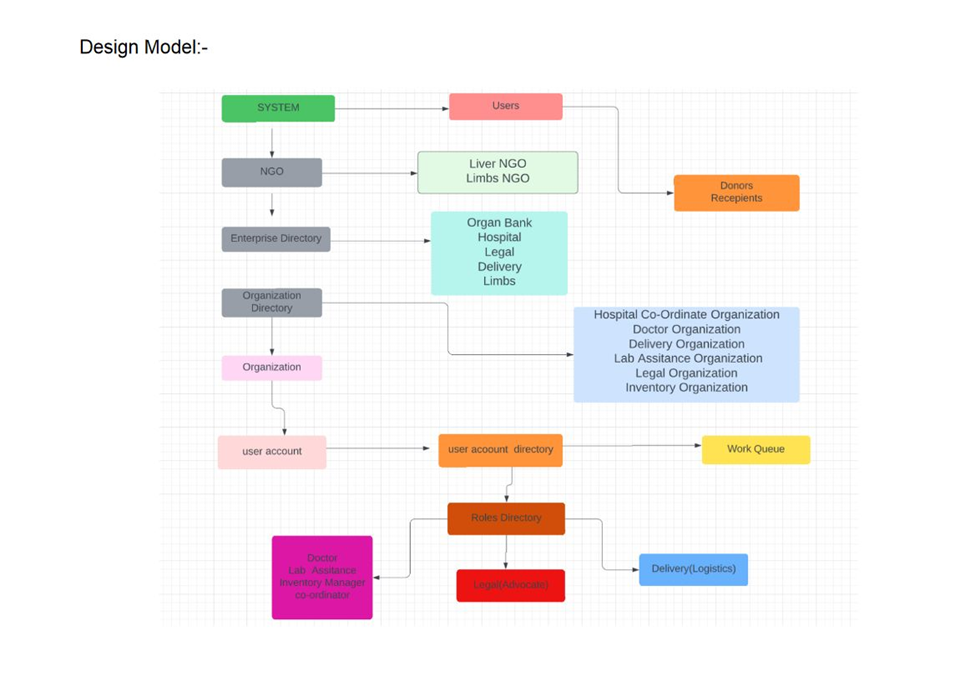 Design Model:-
SYSTEM
Users
NGO
Liver NGO
Limbs NGO
Donors
Recepients
Enterprise Directory
Organ Bank
Hospital
Legal
Delivery
Limbs
Organization
Directory
Hospital Co-Ordinate Organization
Doctor Organization
Delivery Organization
Lab Assitance Organization
Legal Organization
Inventory Organization
Organization
user account
user acoount directory
Work Queue
Roles Directory
Doctor
Lab Assitance
Inventory Manager
co-ordinator
Legal(Advocate)
Delivery(Logistics)